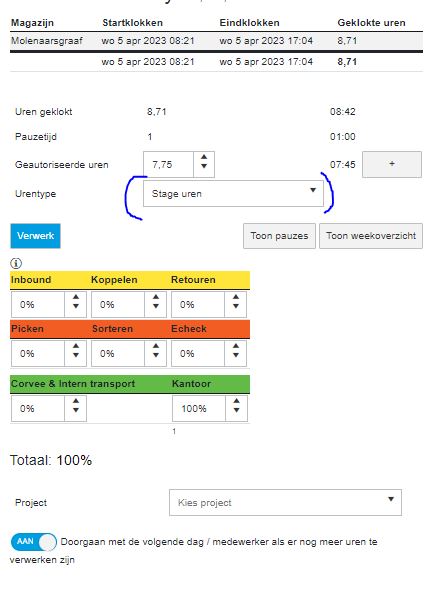 Magazijn Startklokken Eindklokken Geklokte uren
Molenaarsgraaf wo 5 apr 2023 08:21 wo 5 apr 2023 17:04 8,71
wo 5 apr 2023 08:21 wo 5 apr 2023 17:04 8,71
Uren geklokt 8,71 08:42
Pauzetijd 1 01:00
Geautoriseerde uren 7,75 07:45 +
Urentype Stage uren
Verwerk Toon pauzes Toon weekoverzicht
Inbound Koppelen Retouren
0% 0% 0%
Picken Sorteren Echeck
0% 0% 0%
Corvee & Intern transport Kantoor
0% 100%
1
Totaal: 100%
Project Kies project
AAN Doorgaan met de volgende dag / medewerker als er nog meer uren te
verwerken zijn